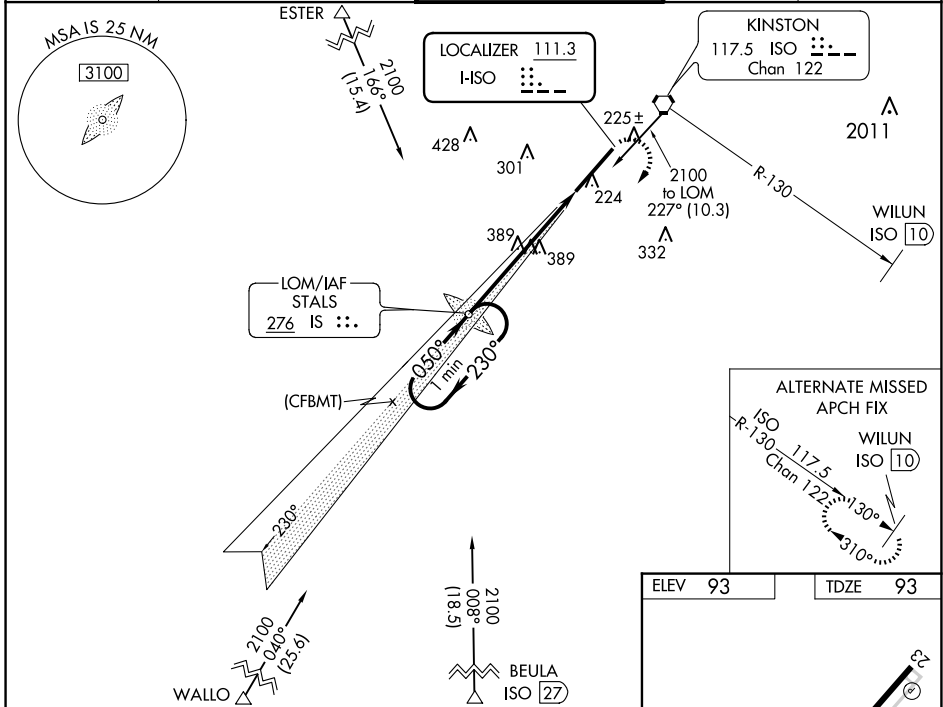 MSA IS 25 NM
3100
ESTER
2100
166°
(15.4)
LOCALIZER 111.3
I-ISO
KINSTON
117.5 ISO
Chan 122
2011
428
301
225±
224
2100
to LOM
227° (10.3)
R-130
WILUN
ISO 10
389
389
332
LOM/IAF
STALS
276 IS
050°
1 min
230°
(CFBMT)
230°
ALTERNATE MISSED
APCH FIX
ISO
R-130
117.5
Chan 122
WILUN
ISO 10
130°
310°
2100
040°
(25.6)
WALLO
2100
008°
(18.5)
BEULA
ISO 27
ELEV 93
TDZE 93
23